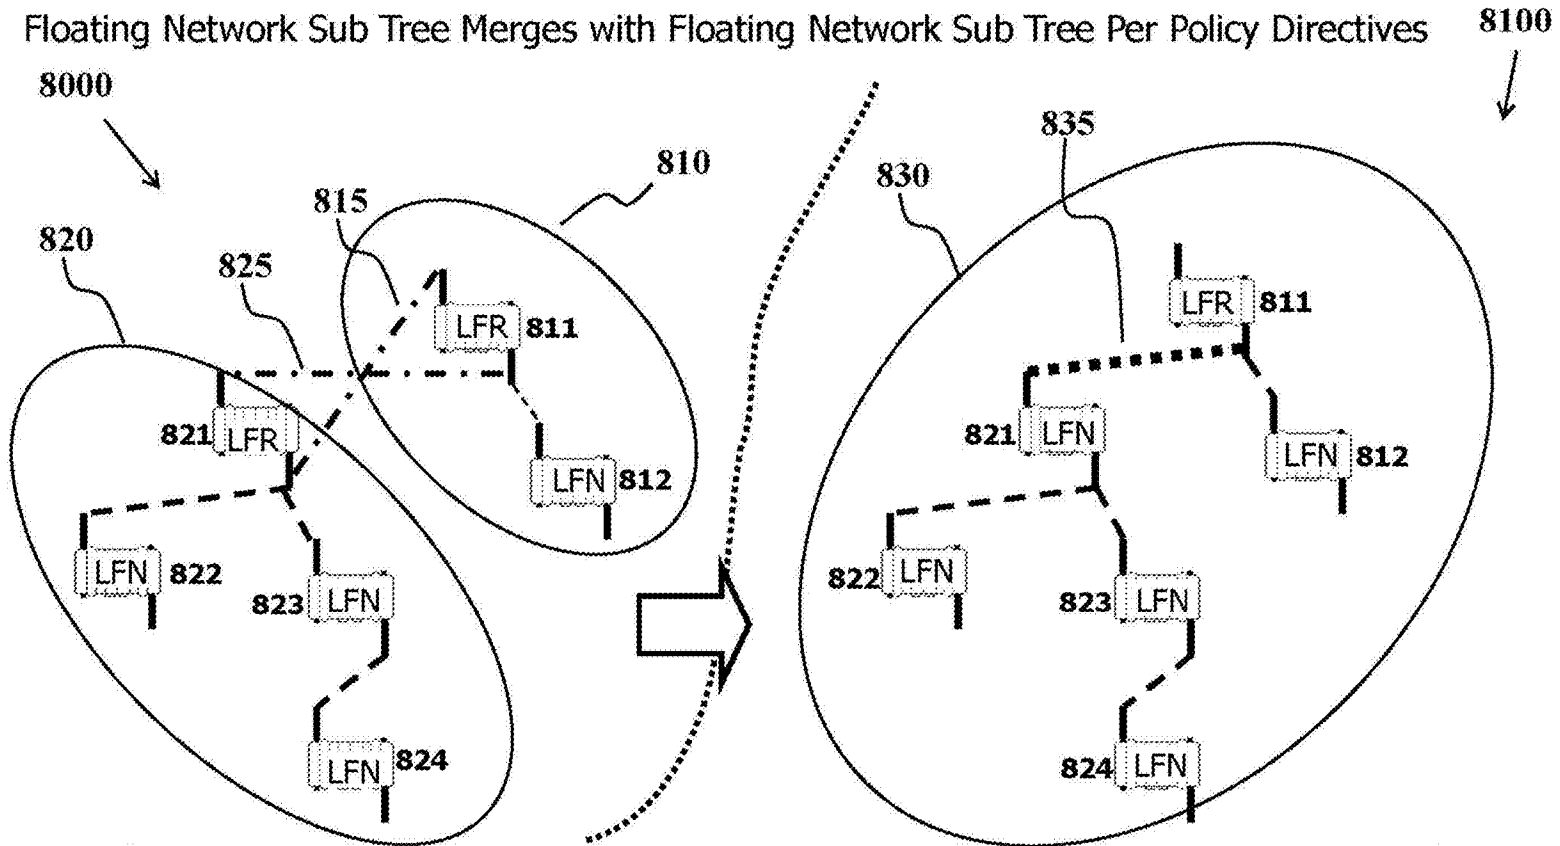 Floating Network Sub Tree Merges with Floating Network Sub Tree Per Policy Directives
8100
8000
810
815
820
825
LFR 811
821 LFR
LFN 812
LFN 822
823 LFN
LFN 824
835
830
LFR 811
821 LFN
LFN 812
822 LFN
823 LFN
824 LFN